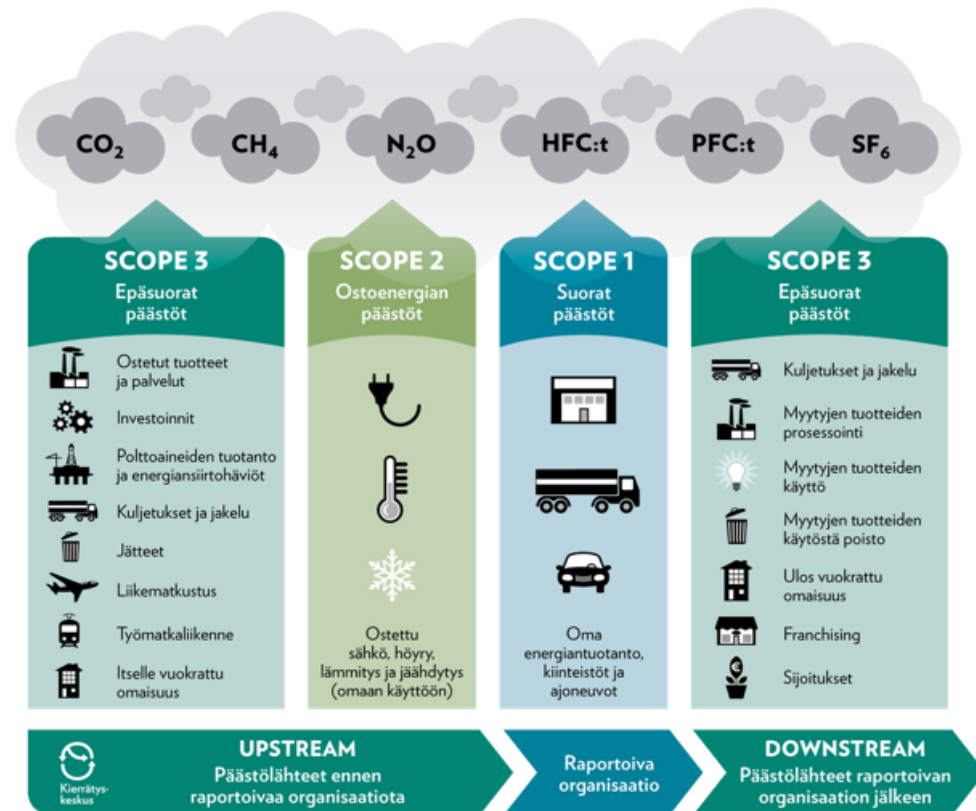 CO₂
CH₄
N₂O
HFC:t
PFC:t
SF₆
SCOPE 3
Epäsuorat
päästöt
Ostetut tuotteet
ja palvelut
Investoinnit
Polttoaineiden tuotanto
ja energiansiirtohäviöt
Kuljetukset ja jakelu
Jätteet
Liikematkustus
Työmatkaliikenne
Itselle vuokrattu
omaisuus
SCOPE 2
Ostoenergian
päästöt
Ostettu
sähkö, höyry,
lämmitys ja jäähdytys
(omaan käyttöön)
SCOPE 1
Suorat
päästöt
Oma
energiantuotanto,
kiinteistöt ja
ajoneuvot
SCOPE 3
Epäsuorat
päästöt
Kuljetukset ja jakelu
Myytyjen tuotteiden
prosessointi
Myytyjen tuotteiden
käyttö
Myytyjen tuotteiden
käytöstä poisto
Ulos vuokrattu
omaisuus
Franchising
Sijoitukset
Kierrätys-
keskus
UPSTREAM
Päästölähteet ennen
raportoivaa organisaatiota
Raportoiva
organisaatio
DOWNSTREAM
Päästölähteet raportoivan
organisaation jälkeen